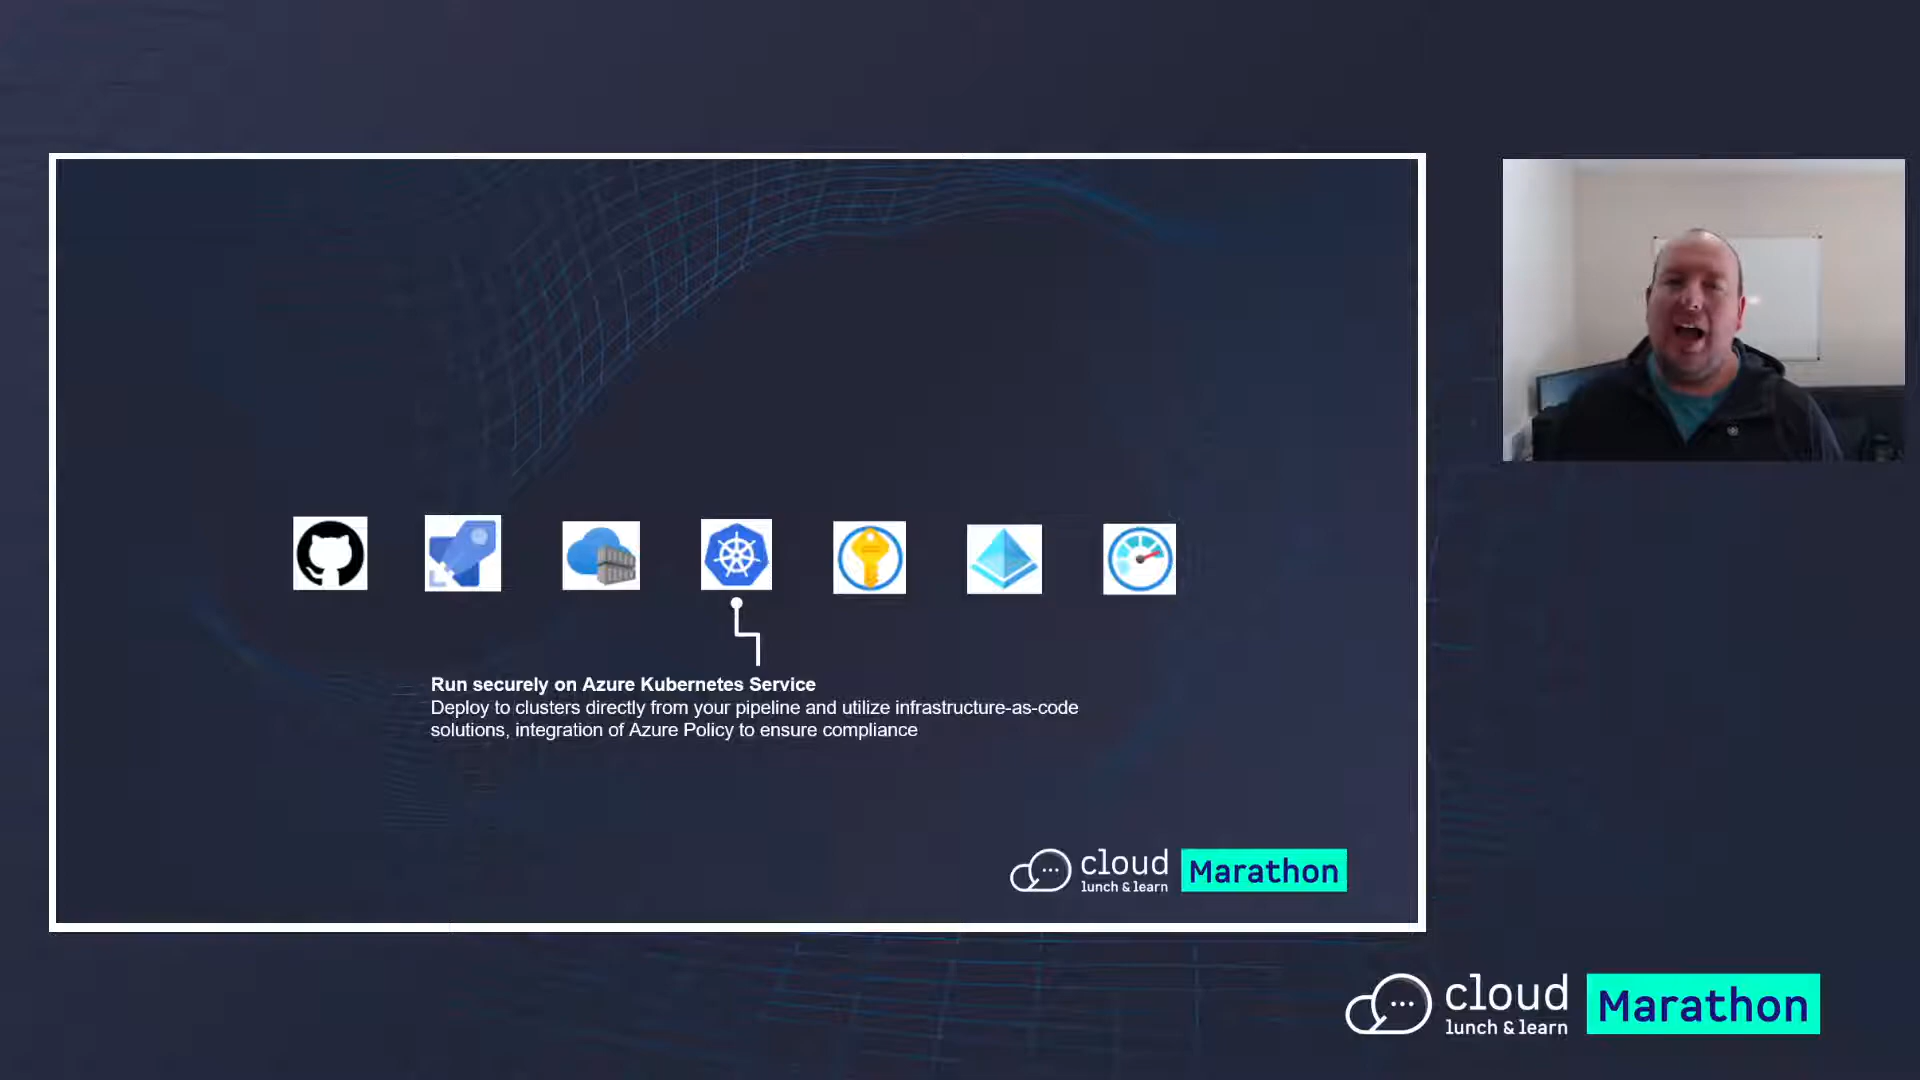 Run securely on Azure Kubernetes Service
Deploy to clusters directly from your pipeline and utilize infrastructure-as-code
solutions, integration of Azure Policy to ensure compliance
cloud
lunch & learn
Marathon
cloud
lunch & learn
Marathon